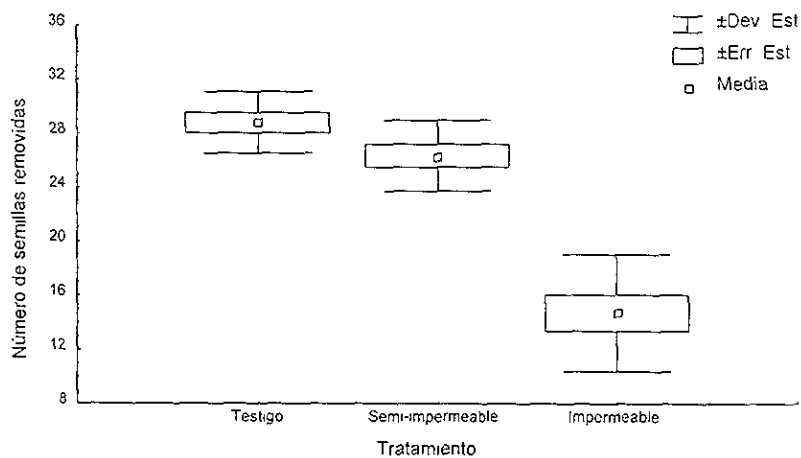 36
32
28
24
20
16
12
8
Número de semillas removidas
±Dev Est
±Err Est
Media
Testigo
Semi-impermeable
Impermeable
Tratamiento